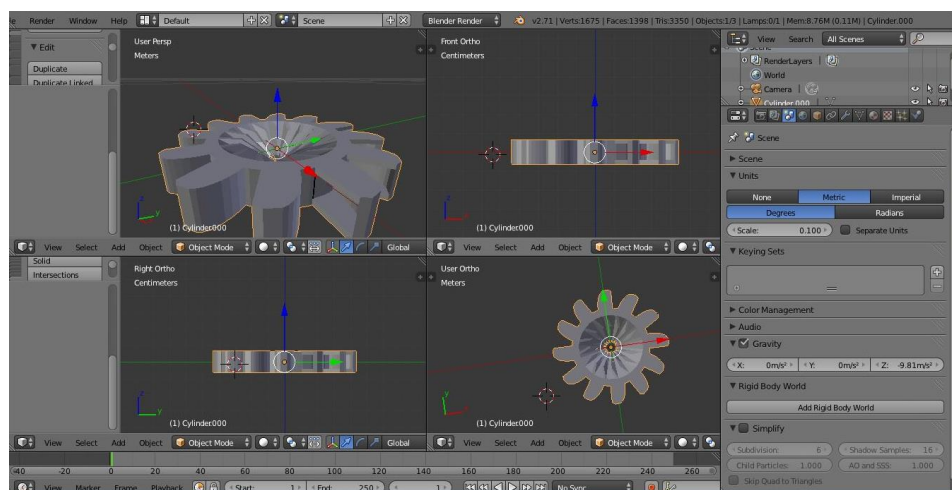 Render Window Help Default Scene Blender Render v2.71 | Verts:1675 | Faces:1398 | Tris:3350 | Objects:1/3 | Lamps:0/1 | Mem:8.76M (0.11M) | Cylinder.000
Edit
Duplicate
Duplicate Linked
User Persp
Meters
(1) Cylinder000
Front Ortho
Centimeters
(1) Cylinder000
View Select Add Object Object Mode Global
View Select Add Object Object Mode Global
Solid
Intersections
Right Ortho
Centimeters
(1) Cylinder000
User Ortho
Meters
(1) Cylinder000
View Select Add Object Object Mode Global
View Select Add Object Object Mode Global
-20 0 20 40 60 80 100 120 140 160 180 200 220 240 260
View Marker Frame Playback Start: 1 End: 250 1 No Sync
View Search All Scenes
Scene
RenderLayers
World
Camera
Cylinder.000
Scene
Scene
Units
None Metric Imperial
Degrees Radians
Scale: 0.100 Separate Units
Keying Sets
Color Management
Audio
Gravity
X: 0m/s² Y: 0m/s² Z: -9.81m/s²
Rigid Body World
Add Rigid Body World
Simplify
Subdivision: 6 Shadow Samples: 16
Child Particles: 1.000 AO and SSS: 1.000
Skip Quad to Triangles